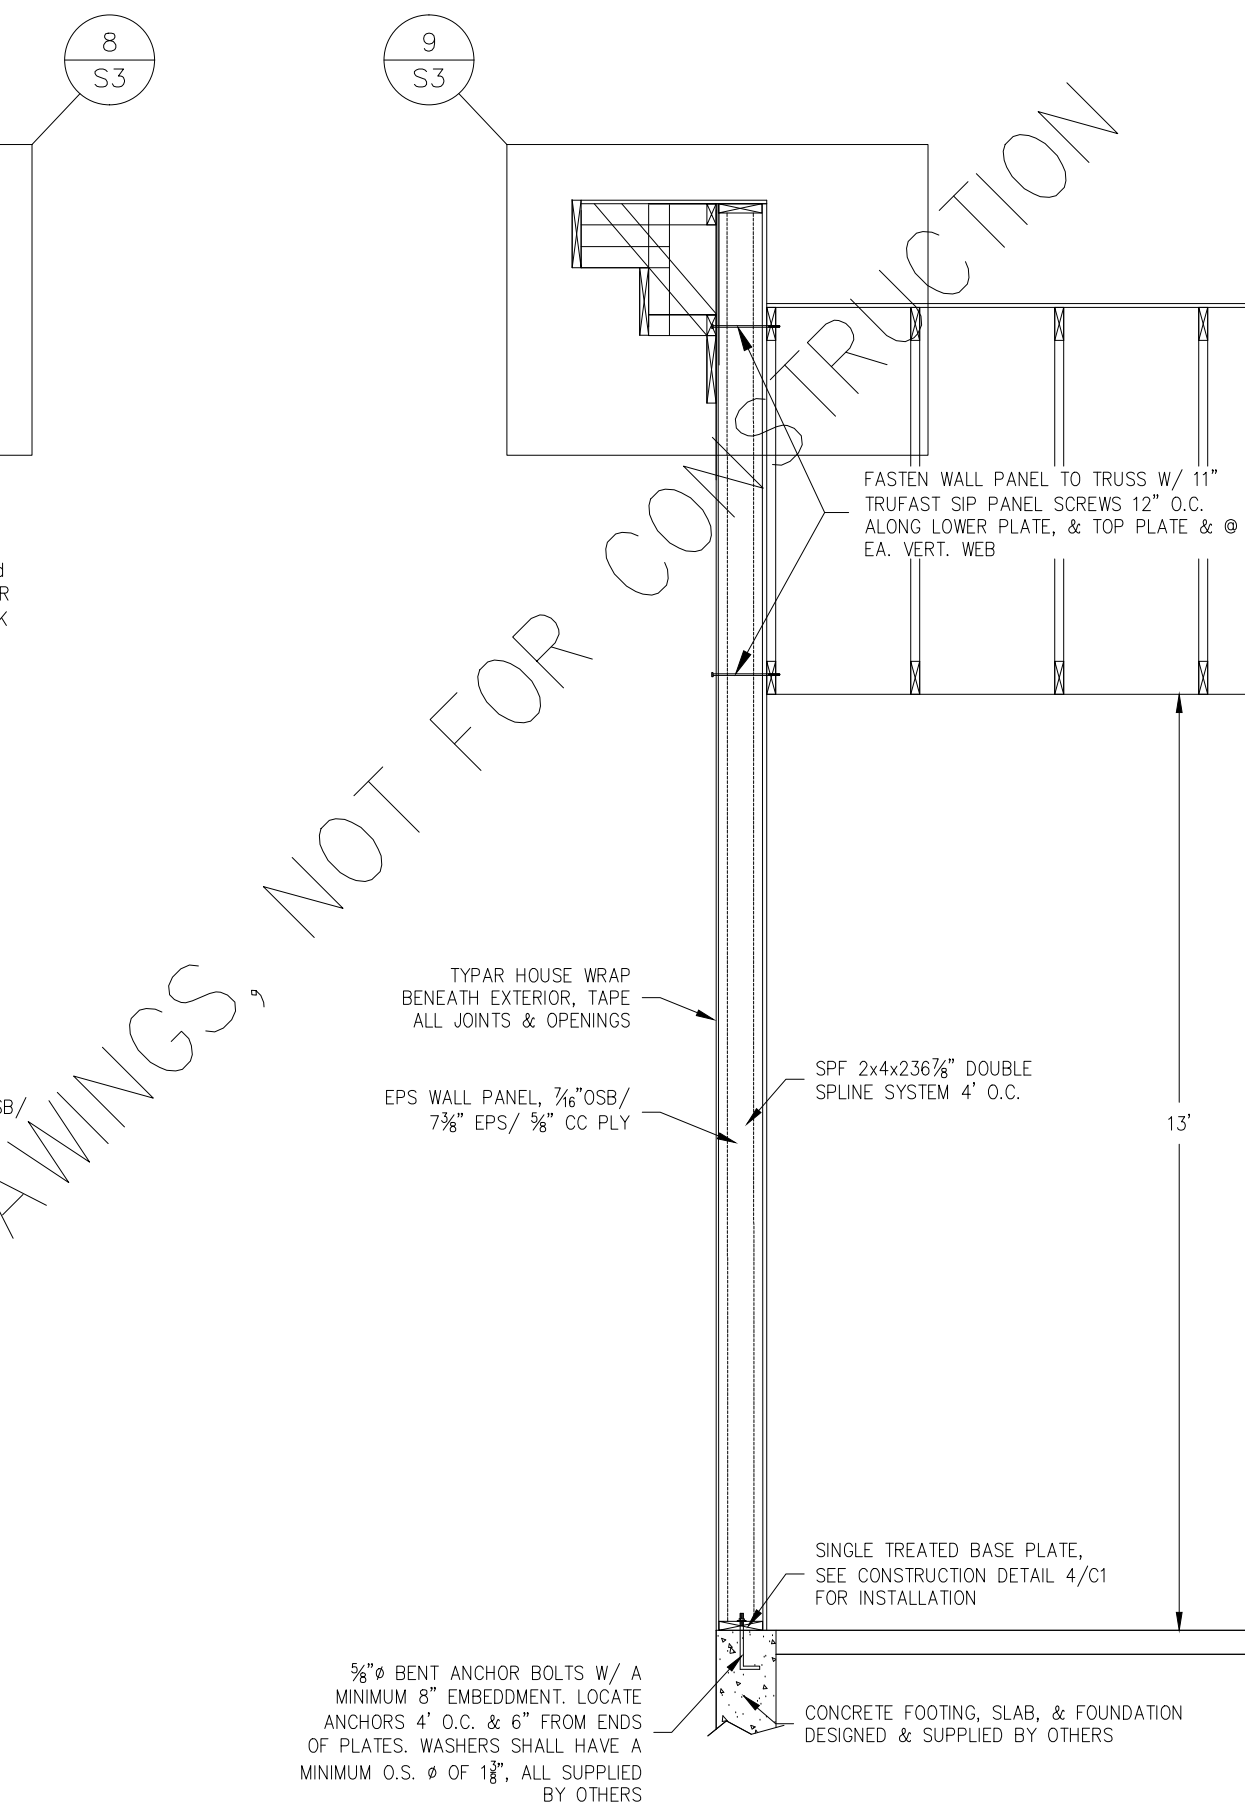 8
S3
9
S3
FASTEN WALL PANEL TO TRUSS W/ 11"
TRUFAST SIP PANEL SCREWS 12" O.C.
ALONG LOWER PLATE, & TOP PLATE & @
EA. VERT. WEB
d
R
K
AWINGS, NOT FOR CONSTRUCTION
TYPAR HOUSE WRAP
BENEATH EXTERIOR, TAPE
ALL JOINTS & OPENINGS
SPF 2x4x236⅞" DOUBLE
SPLINE SYSTEM 4' O.C.
EPS WALL PANEL, 7⁄16"OSB/
7⅜" EPS/ ⅝" CC PLY
SB/
13'
SINGLE TREATED BASE PLATE,
SEE CONSTRUCTION DETAIL 4/C1
FOR INSTALLATION
⅝"ø BENT ANCHOR BOLTS W/ A
MINIMUM 8" EMBEDDMENT. LOCATE
ANCHORS 4' O.C. & 6" FROM ENDS
OF PLATES. WASHERS SHALL HAVE A
MINIMUM O.S. ø OF 1⅜", ALL SUPPLIED
BY OTHERS
CONCRETE FOOTING, SLAB, & FOUNDATION
DESIGNED & SUPPLIED BY OTHERS